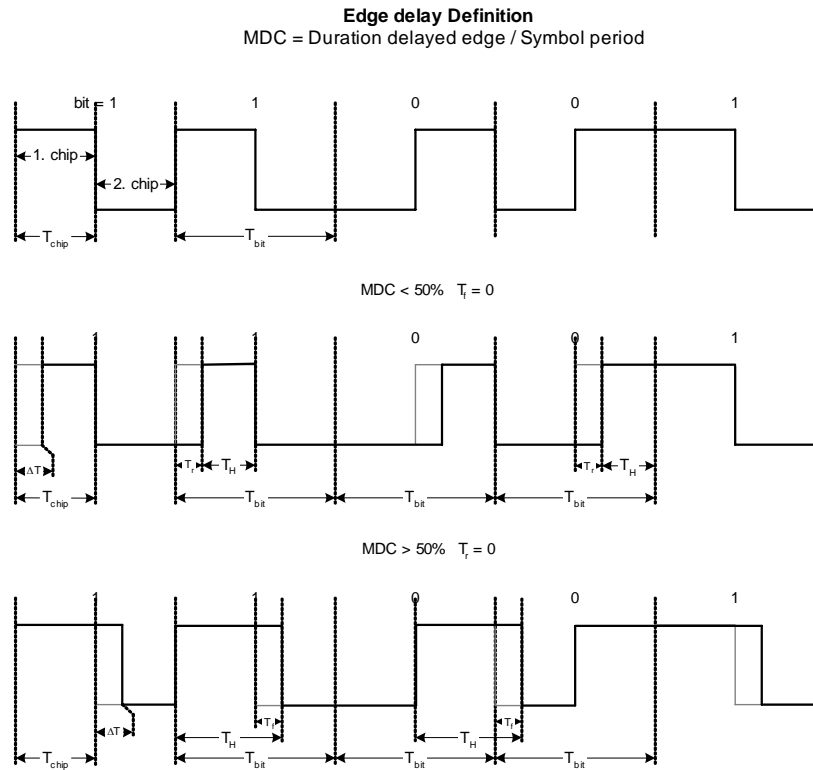 Edge delay Definition
MDC = Duration delayed edge / Symbol period
bit = 1 1 0 0 1
1. chip
2. chip
Tchip Tbit
MDC < 50% Tf = 0
1 1 0 0 1
ΔT Tr TH Tr TH
Tchip Tbit Tbit Tbit
MDC > 50% Tr = 0
1 1 0 0 1
ΔT Tf Tf
TH TH
Tchip Tbit Tbit Tbit